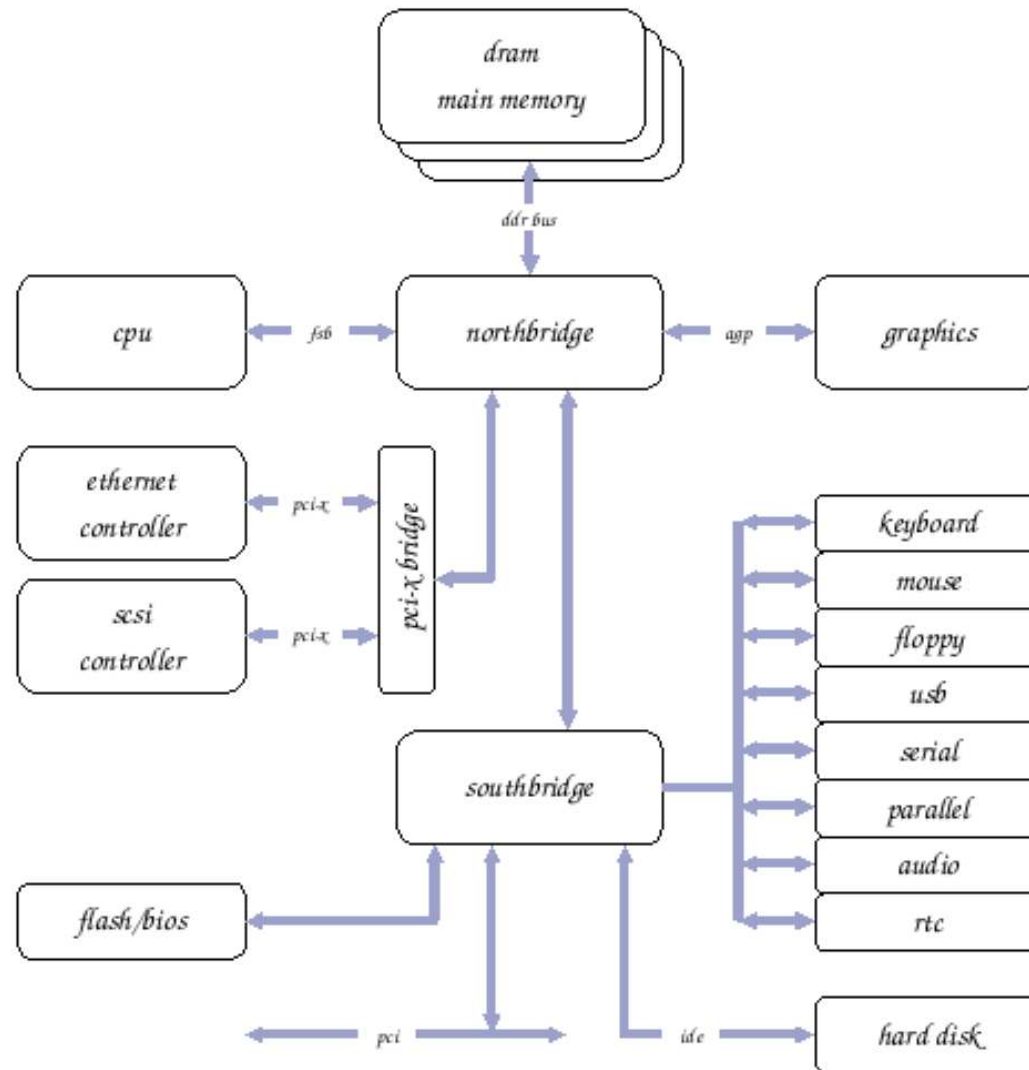 dram
main memory
ddr bus
cpu
fsb
northbridge
agp
graphics
ethernet
controller
pci-x
pci-x bridge
scsi
controller
pci-x
keyboard
mouse
floppy
usb
serial
parallel
audio
rtc
southbridge
flash/bios
pci
ide
hard disk